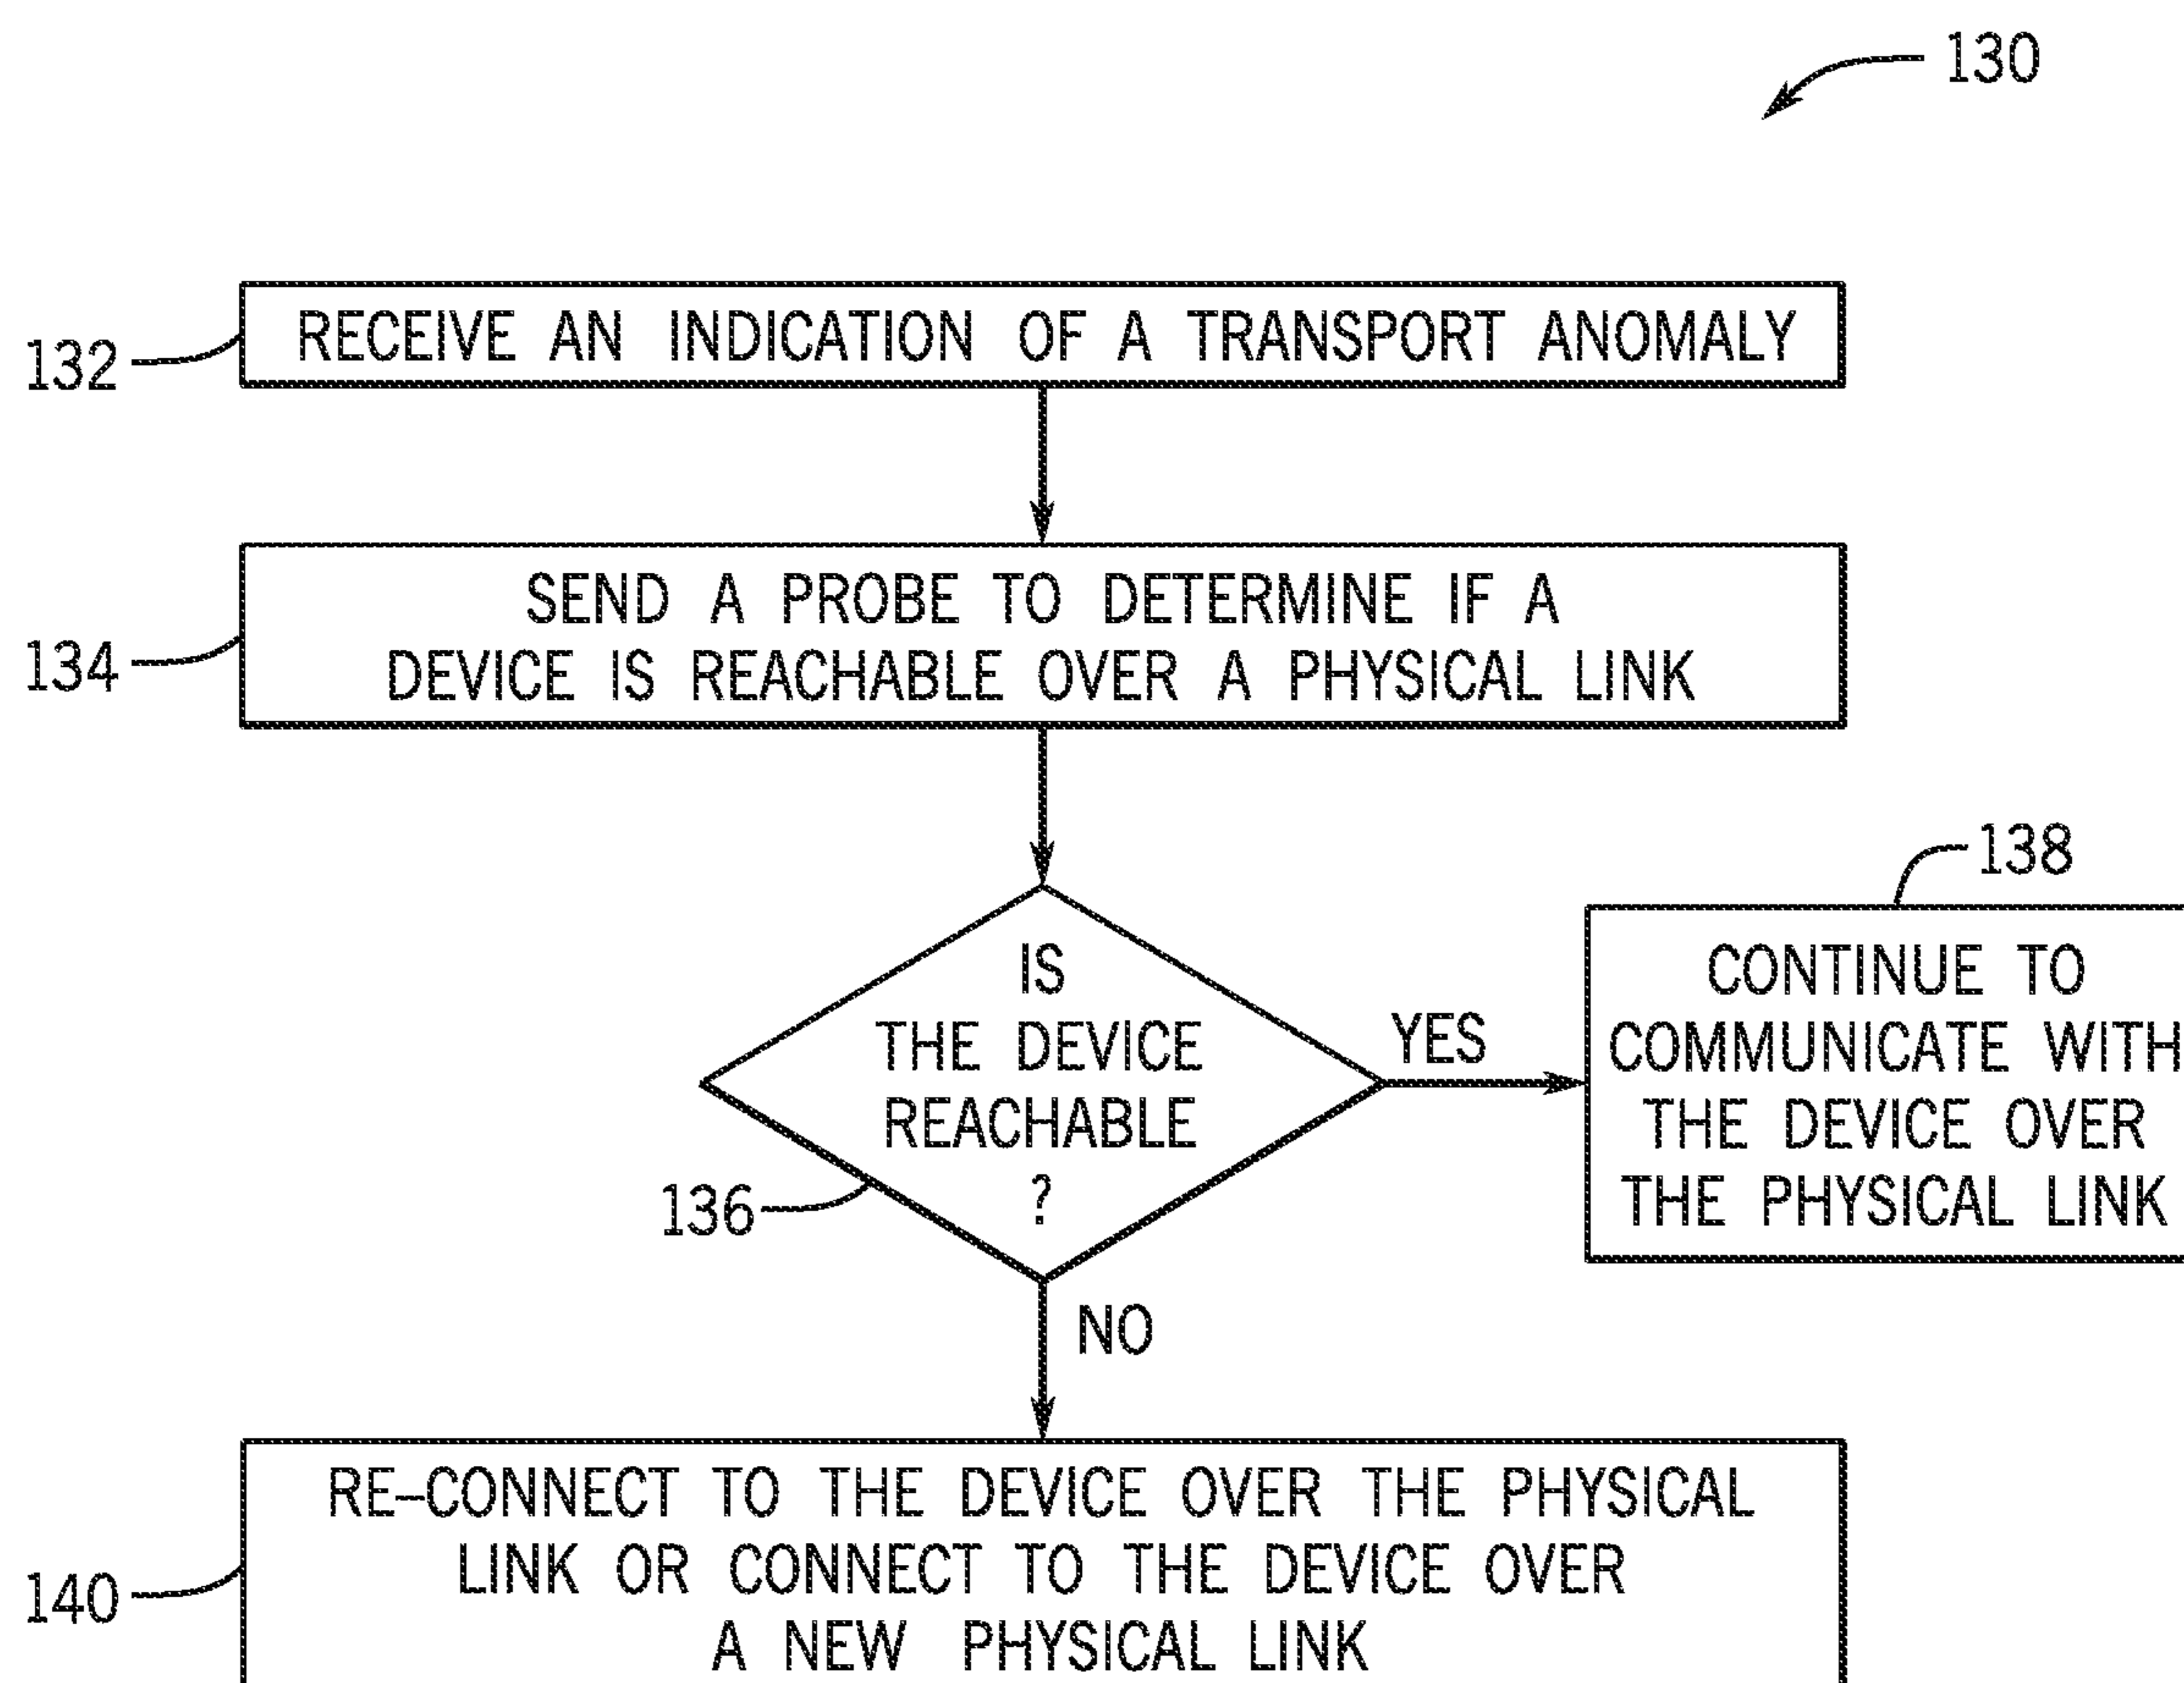 130
132
RECEIVE AN INDICATION OF A TRANSPORT ANOMALY
134
SEND A PROBE TO DETERMINE IF A
DEVICE IS REACHABLE OVER A PHYSICAL LINK
136
IS
THE DEVICE
REACHABLE
?
YES
138
CONTINUE TO
COMMUNICATE WITH
THE DEVICE OVER
THE PHYSICAL LINK
NO
140
RE–CONNECT TO THE DEVICE OVER THE PHYSICAL
LINK OR CONNECT TO THE DEVICE OVER
A NEW PHYSICAL LINK